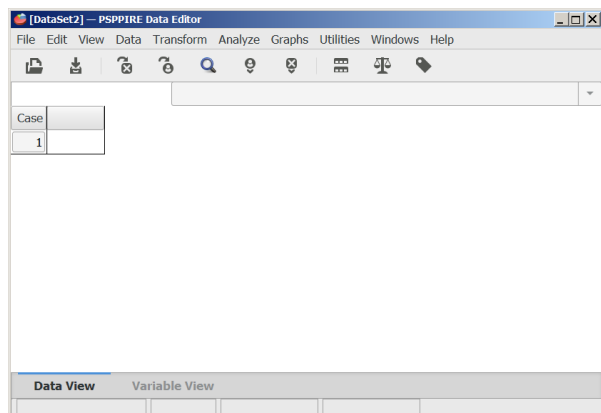 [DataSet2] — PSPPIRE Data Editor
File Edit View Data Transform Analyze Graphs Utilities Windows Help
Case
1
Data View Variable View